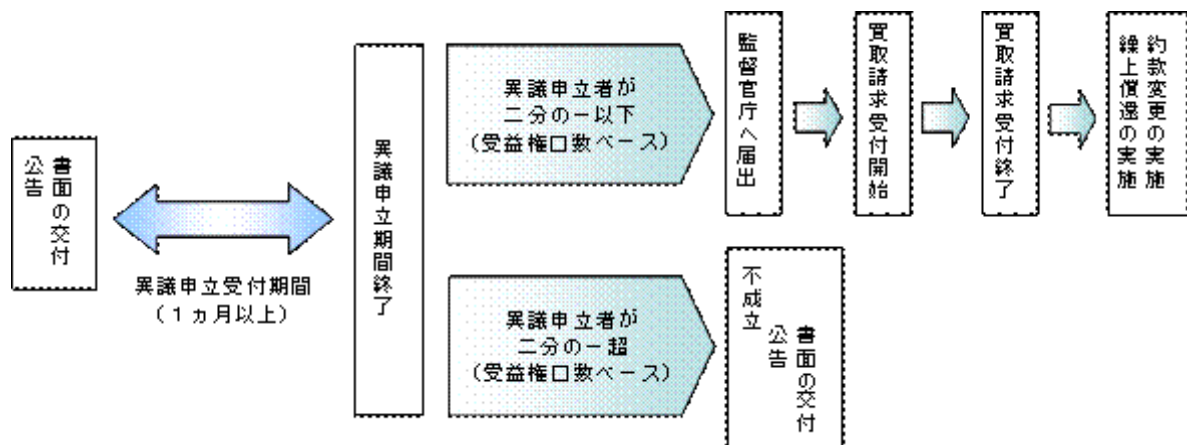 書面の交付
公告
異議申立受付期間
（１ヵ月以上）
異議申立期間終了
異議申立者が
二分の一以下
（受益権口数ベース）
監督官庁へ届出
買取請求受付開始
買取請求受付終了
約款変更の実施
繰上償還の実施
異議申立者が
二分の一超
（受益権口数ベース）
不成立
書面の交付
公告